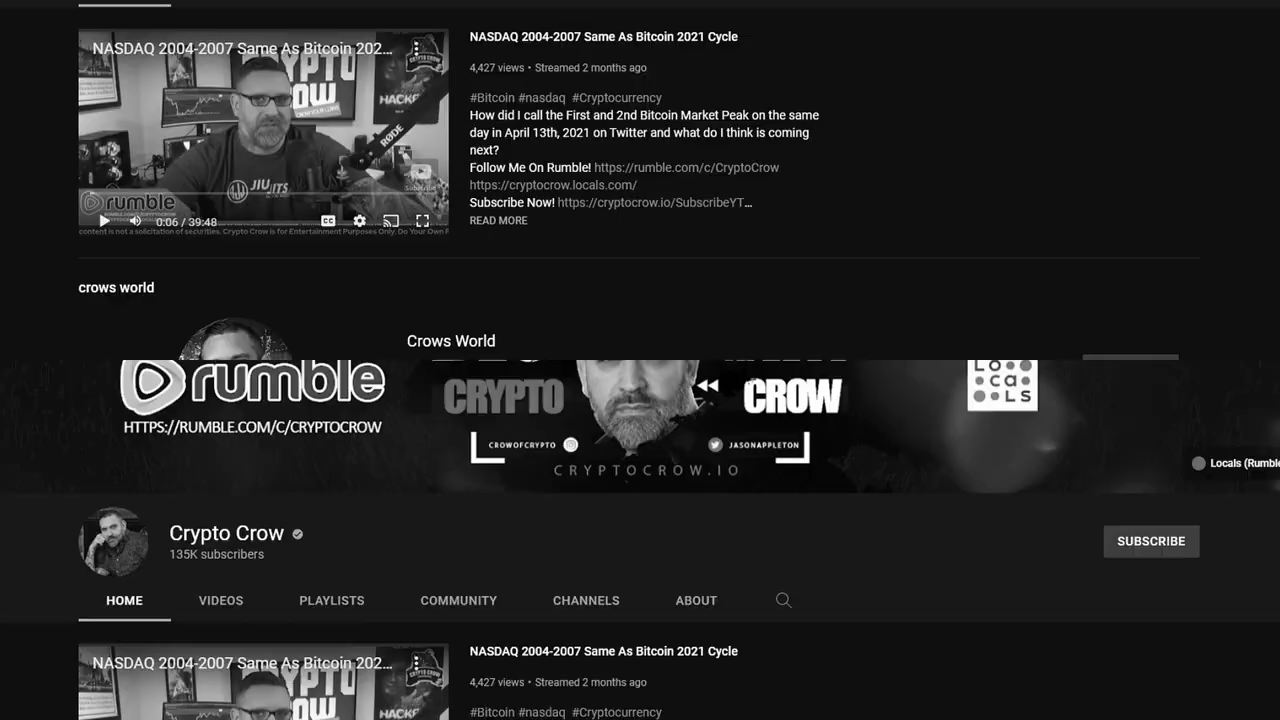 NASDAQ 2004-2007 Same As Bitcoin 202...
NASDAQ 2004-2007 Same As Bitcoin 2021 Cycle
4,427 views • Streamed 2 months ago
#Bitcoin #nasdaq #Cryptocurrency
How did I call the First and 2nd Bitcoin Market Peak on the same
day in April 13th, 2021 on Twitter and what do I think is coming
next?
Follow Me On Rumble! https://rumble.com/c/CryptoCrow
https://cryptocrow.locals.com/
Subscribe Now! https://cryptocrow.io/SubscribeYT...
READ MORE
CRYPTO
HACKE
RØDE
JIU JITS
Subscribe
rumble
CC
0:06 / 39:48
content is not a solicitation of securities. Crypto Crow is for Entertainment Purposes Only. Do Your Own R
crows world
Crows World
rumble
HTTPS://RUMBLE.COM/C/CRYPTOCROW
CRYPTO
CROW
CROWOFCRYPTO
JASONAPPLETON
CRYPTOCROW.IO
LOcaLS
Locals (Rumble
Crypto Crow
135K subscribers
SUBSCRIBE
HOME
VIDEOS
PLAYLISTS
COMMUNITY
CHANNELS
ABOUT
NASDAQ 2004-2007 Same As Bitcoin 202...
NASDAQ 2004-2007 Same As Bitcoin 2021 Cycle
4,427 views • Streamed 2 months ago
#Bitcoin #nasdaq #Cryptocurrency